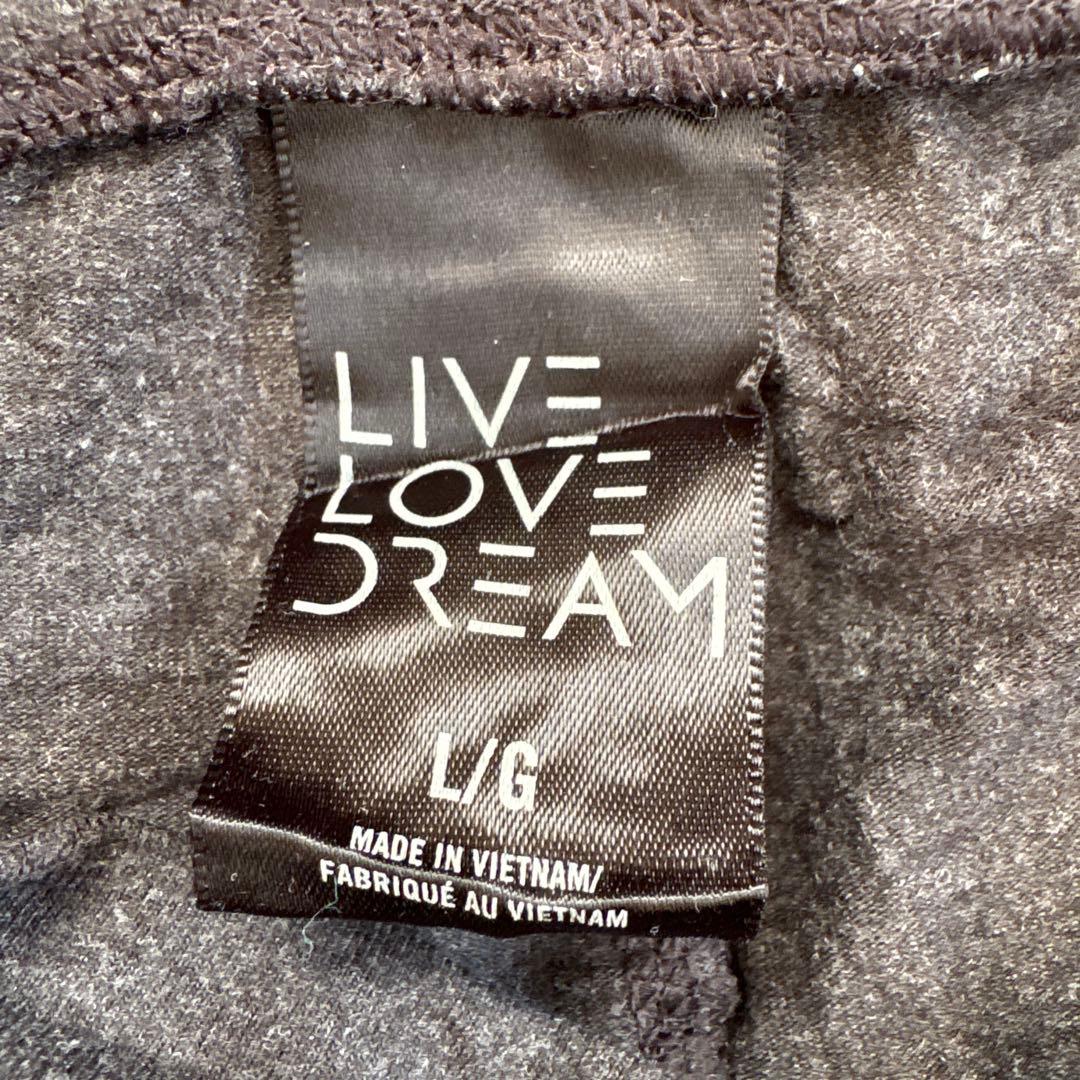 LIVE
LOVE
DREAM
L/G
MADE IN VIETNAM/
FABRIQUÉ AU VIETNAM